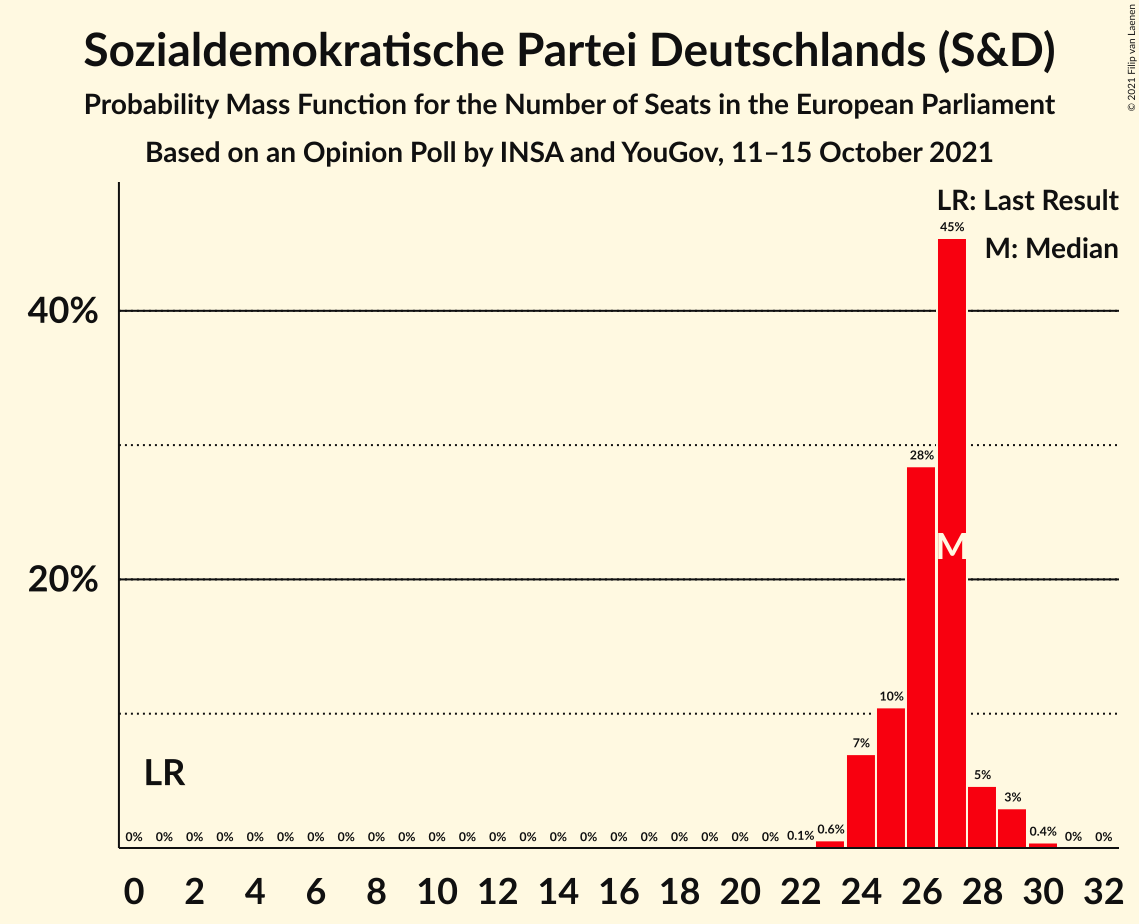 Sozialdemokratische Partei Deutschlands (S&D)
Probability Mass Function for the Number of Seats in the European Parliament
Based on an Opinion Poll by INSA and YouGov, 11–15 October 2021
© 2021 Filip van Laenen
LR: Last Result
M: Median
45%
40%
28%
M
20%
10%
7%
LR
5%
3%
0% 0% 0% 0% 0% 0% 0% 0% 0% 0% 0% 0% 0% 0% 0% 0% 0% 0% 0% 0% 0% 0% 0.1% 0.6% 0.4% 0% 0%
0 2 4 6 8 10 12 14 16 18 20 22 24 26 28 30 32